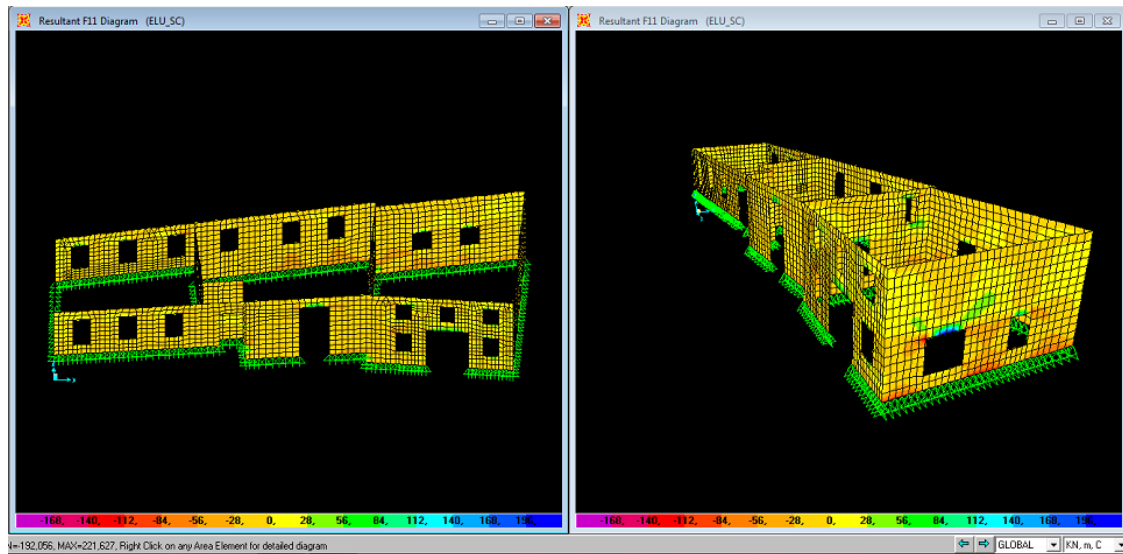 Resultant F11 Diagram (ELU_SC)
Resultant F11 Diagram (ELU_SC)
-168, -140, -112, -84, -56, -28, 0, 28, 56, 84, 112, 140, 168, 196,
-168, -140, -112, -84, -56, -28, 0, 28, 56, 84, 112, 140, 168, 196,
N=-192,056, MAX=221,627, Right Click on any Area Element for detailed diagram
GLOBAL
KN, m, C